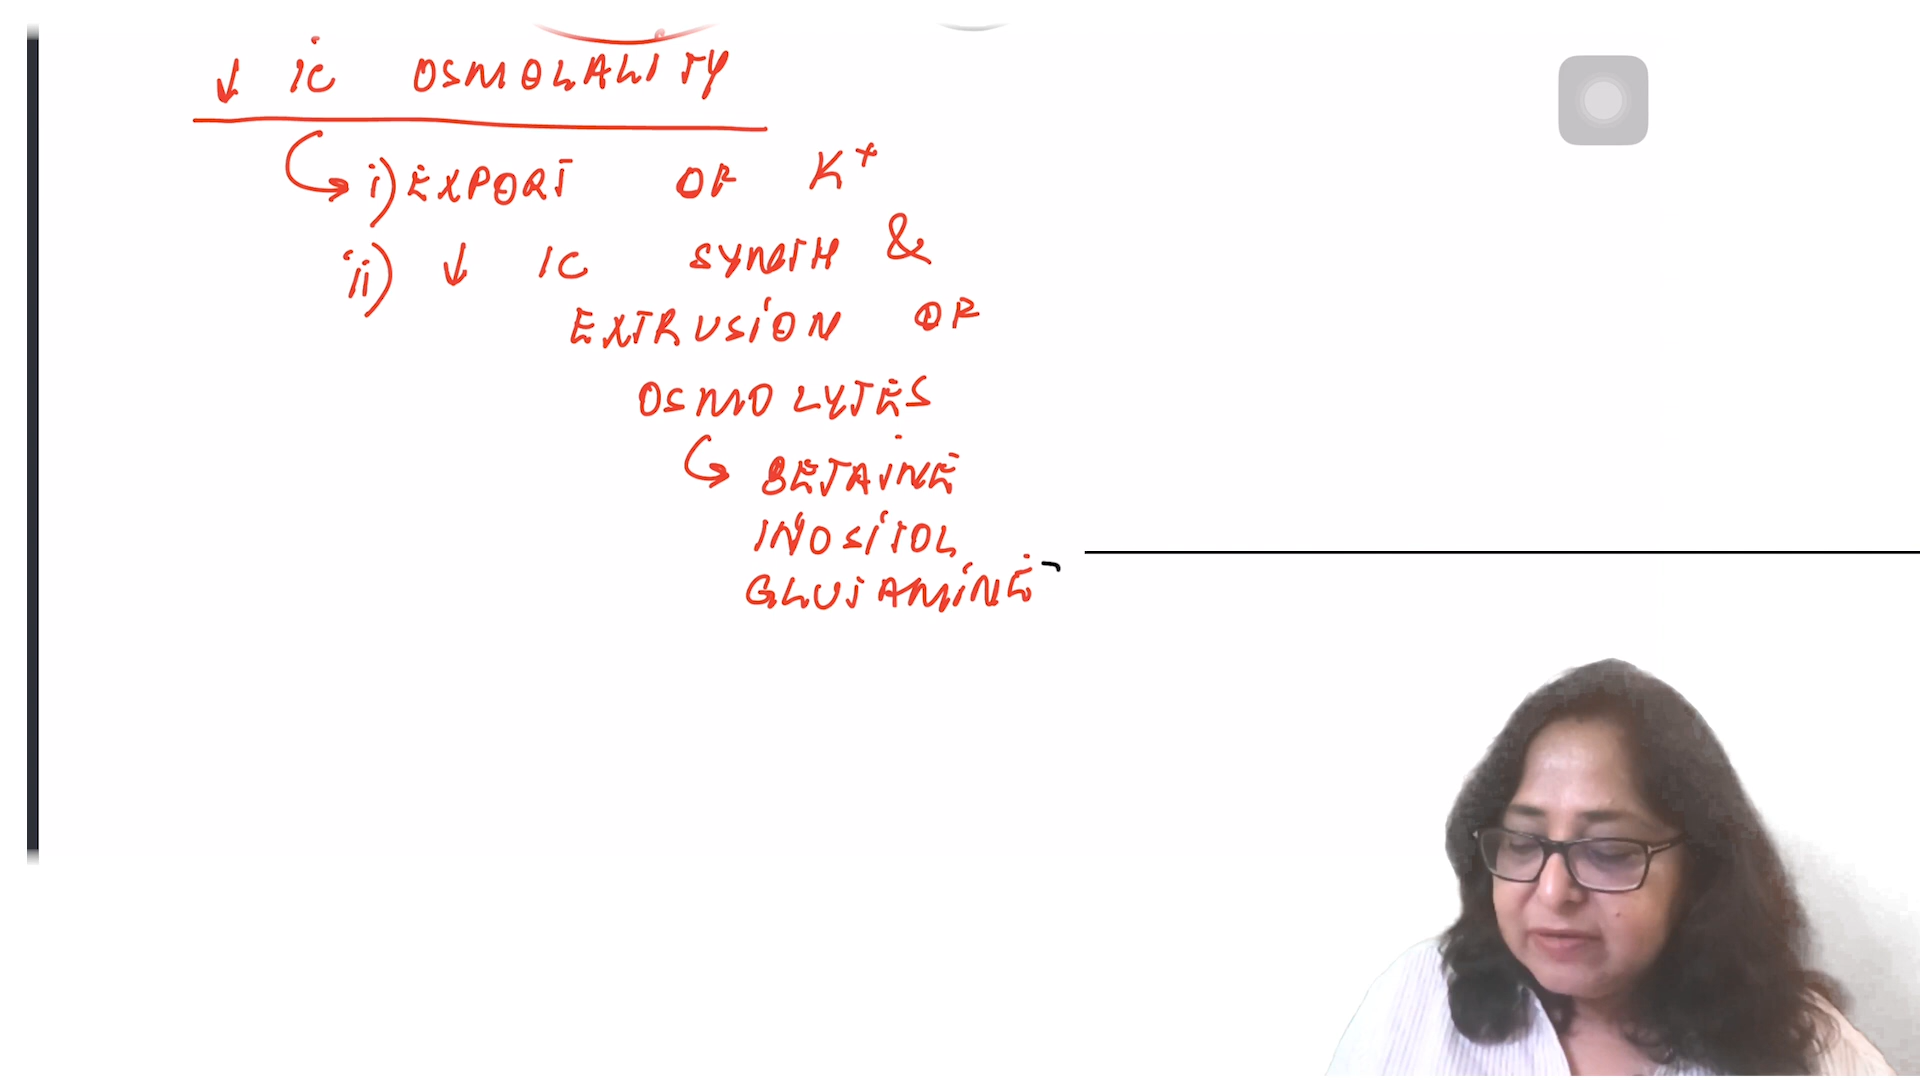 ↓ ic OSMOLALITY
i) EXPORT OF K+
ii) ↓ IC SYNTH &
EXTRUSION OF
OSMOLYTES
BETAINE
INOSITOL
GLUTAMINE